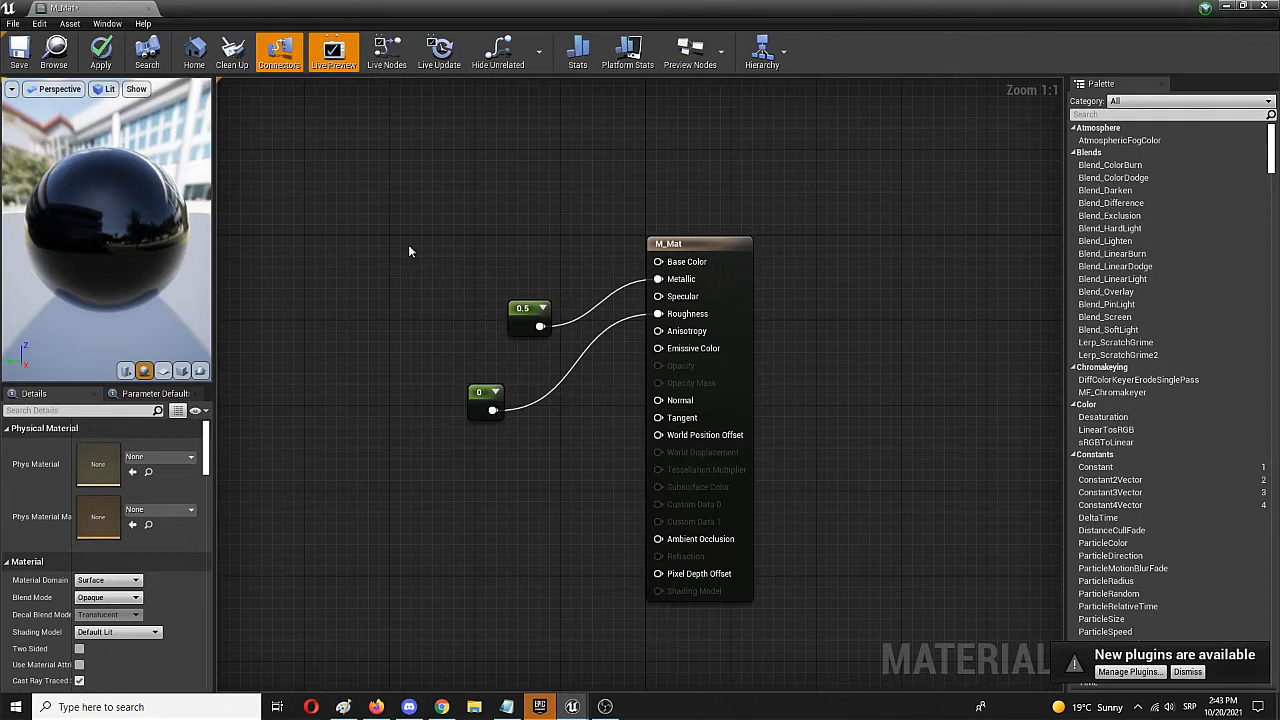 M_Mat*
File Edit Asset Window Help
Save Browse Apply Search Home Clean Up Connectors Live Preview Live Nodes Live Update Hide Unrelated Stats Platform Stats Preview Nodes Hierarchy
Perspective Lit Show
Zoom 1:1
Z
X
M_Mat
Base Color
Metallic
Specular
Roughness
Anisotropy
Emissive Color
Opacity
Opacity Mask
Normal
Tangent
World Position Offset
World Displacement
Tessellation Multiplier
Subsurface Color
Custom Data 0
Custom Data 1
Ambient Occlusion
Refraction
Pixel Depth Offset
Shading Model
0.5
0
MATERIAL
Details Parameter Default
Search Details
Physical Material
Phys Material None None
Phys Material Ma None None
Material
Material Domain Surface
Blend Mode Opaque
Decal Blend Mode Translucent
Shading Model Default Lit
Two Sided
Use Material Attri
Cast Ray Traced
Palette
Category: All
Search
Atmosphere
AtmosphericFogColor
Blends
Blend_ColorBurn
Blend_ColorDodge
Blend_Darken
Blend_Difference
Blend_Exclusion
Blend_HardLight
Blend_Lighten
Blend_LinearBurn
Blend_LinearDodge
Blend_LinearLight
Blend_Overlay
Blend_PinLight
Blend_Screen
Blend_SoftLight
Lerp_ScratchGrime
Lerp_ScratchGrime2
Chromakeying
DiffColorKeyerErodeSinglePass
MF_Chromakeyer
Color
Desaturation
LinearTosRGB
sRGBToLinear
Constants
Constant 1
Constant2Vector 2
Constant3Vector 3
Constant4Vector 4
DeltaTime
DistanceCullFade
ParticleColor
ParticleDirection
ParticleMotionBlurFade
ParticleRadius
ParticleRandom
ParticleRelativeTime
ParticleSize
ParticleSpeed
New plugins are available
Manage Plugins... Dismiss
Type here to search
EPIC
19°C Sunny
SRP
2:43 PM
10/20/2021